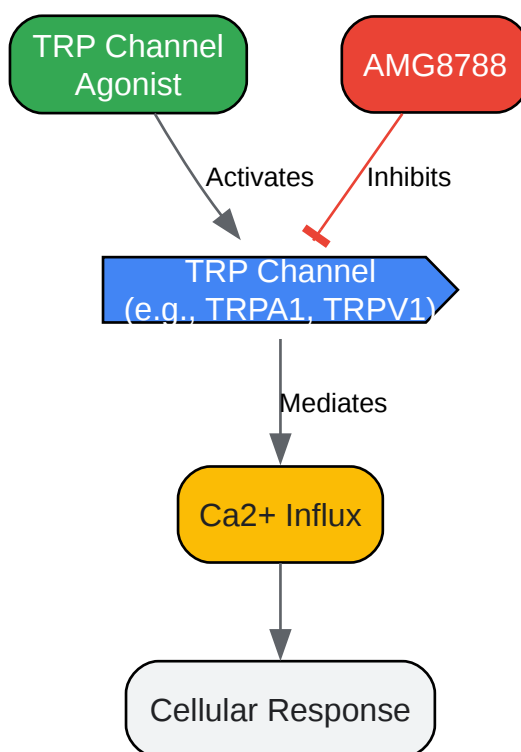 TRP Channel
Agonist
AMG8788
Activates
Inhibits
TRP Channel
(e.g., TRPA1, TRPV1)
Mediates
Ca2+ Influx
Cellular Response